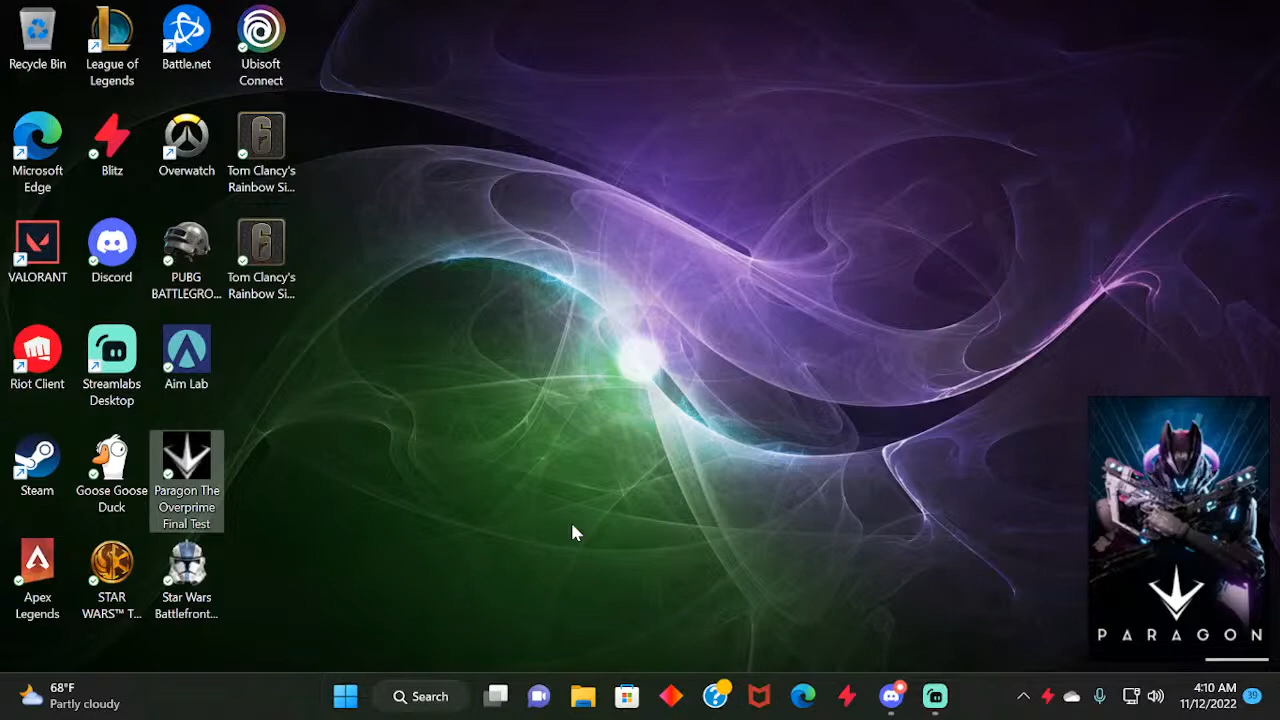 Recycle Bin
League of
Legends
Battle.net
Ubisoft
Connect
Microsoft
Edge
Blitz
Overwatch
Tom Clancy's
Rainbow Si...
VALORANT
Discord
PUBG
BATTLEGRO...
Tom Clancy's
Rainbow Si...
Riot Client
Streamlabs
Desktop
Aim Lab
Steam
Goose Goose
Duck
Paragon The
Overprime
Final Test
Apex
Legends
STAR
WARS™ T...
Star Wars
Battlefront...
PARAGON
68°F
Partly cloudy
Search
4:10 AM
11/12/2022
39